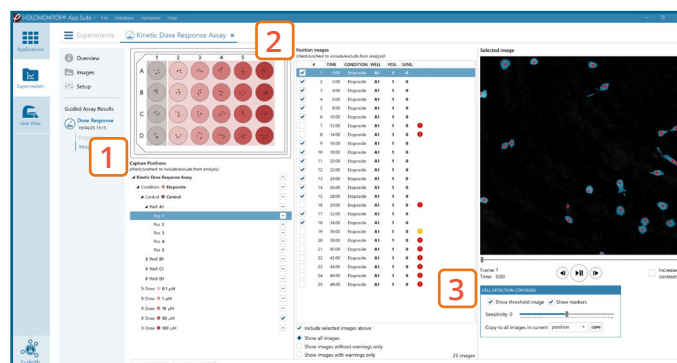 HOLOMONITOR® App Suite File Database Hardware Help
Applications
Experiments
Live View
Experiments Kinetic Dose Response Assay ×
Overview
Images
Setup
Guided Assay Results
Dose Response
19/04/23 13:15
1
2
3
1 2 3 4 5 6
A
B
C
D
Capture Positions
(check/uncheck to include/exclude from analysis)
Kinetic Dose Response Assay
Condition Etoposide
Control Control
Well A1
Pos 1
Pos 2
Pos 3
Pos 4
Pos 5
Well B1
Well C1
Well D1
Dose 0.1 µM
Dose 1 µM
Dose 10 µM
Dose 50 µM
Dose 100 µM
Position images
(check/uncheck to include/exclude from analysis)
# TIME CONDITION WELL POS. SENS.
1 0:00 Etoposide A1 1 0
2 2:00 Etoposide A1 1 0
3 4:00 Etoposide A1 1 0
4 6:00 Etoposide A1 1 0
5 8:00 Etoposide A1 1 0
6 10:00 Etoposide A1 1 0
7 12:00 Etoposide A1 1 0
8 14:00 Etoposide A1 1 0
9 16:00 Etoposide A1 1 0
10 18:00 Etoposide A1 1 0
11 20:00 Etoposide A1 1 0
12 22:00 Etoposide A1 1 0
13 24:00 Etoposide A1 1 0
14 26:00 Etoposide A1 1 0
15 28:00 Etoposide A1 1 0
16 30:00 Etoposide A1 1 0
17 32:00 Etoposide A1 1 0
18 34:00 Etoposide A1 1 0
19 36:00 Etoposide A1 1 0
20 38:00 Etoposide A1 1 0
21 40:00 Etoposide A1 1 0
22 42:00 Etoposide A1 1 0
23 44:00 Etoposide A1 1 0
24 46:00 Etoposide A1 1 0
25 48:00 Etoposide A1 1 0
Include selected images above
Show all images
Show images without warnings only
Show images with warnings only 25 images
Selected image
Frame 1
Time: 0:00
Increase
contrast
CELL DETECTION CONTROLS
Show threshold image Show markers
Sensitivity: 0
Copy to all images in current position COPY